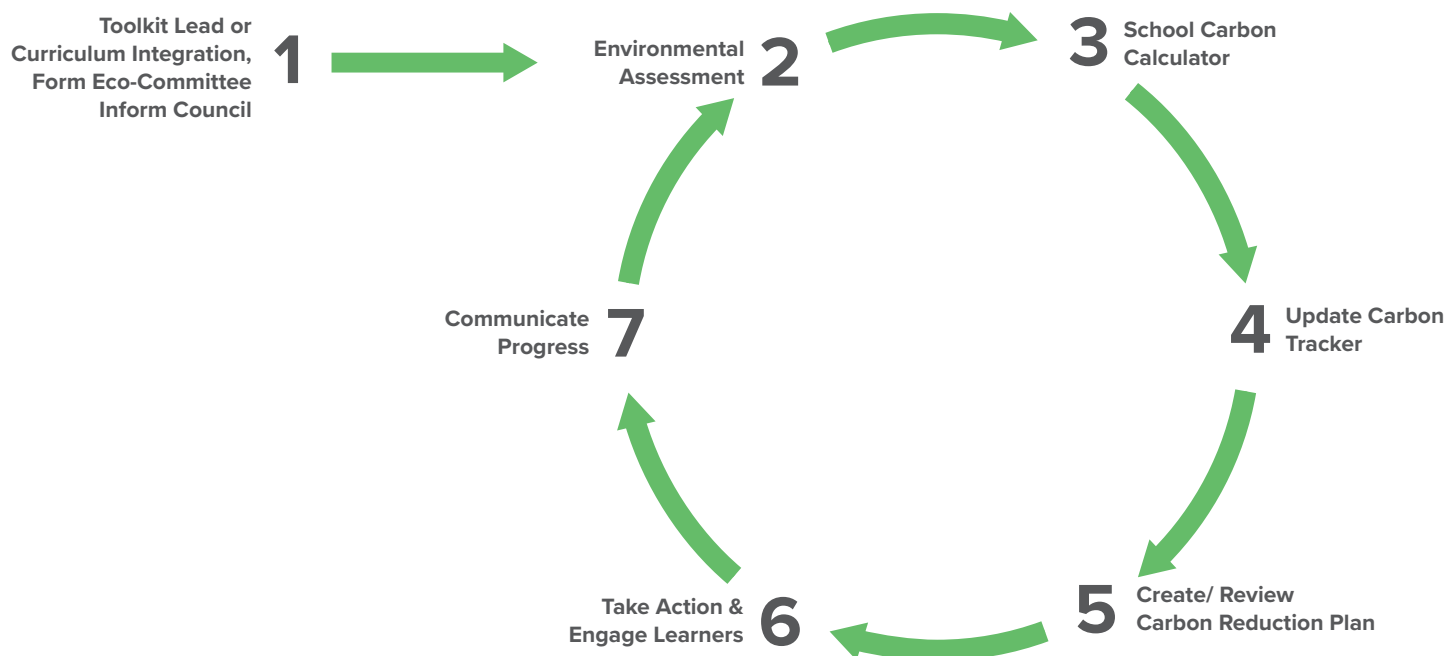 Toolkit Lead or
Curriculum Integration,
Form Eco-Committee
Inform Council
1
Environmental
Assessment
2
3
School Carbon
Calculator
4
Update Carbon
Tracker
5
Create/ Review
Carbon Reduction Plan
Take Action &
Engage Learners
6
Communicate
Progress
7